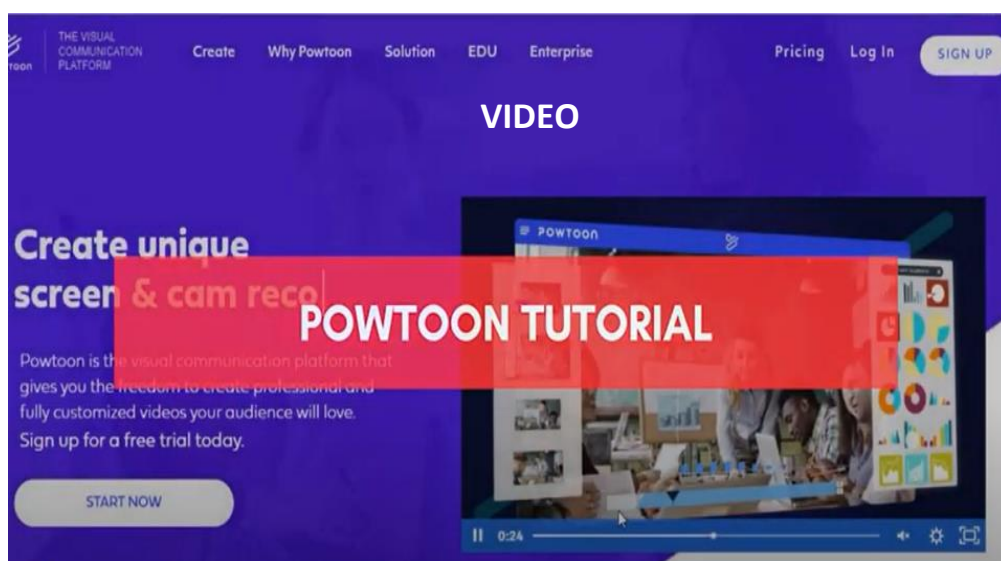 THE VISUAL
COMMUNICATION
PLATFORM
toon
Create Why Powtoon Solution EDU Enterprise Pricing Log In SIGN UP
VIDEO
Create unique
screen & cam reco
POWTOON
POWTOON TUTORIAL
Powtoon is the visual communication platform that
gives you the freedom to create professional and
fully customized videos your audience will love.
Sign up for a free trial today.
START NOW
0:24